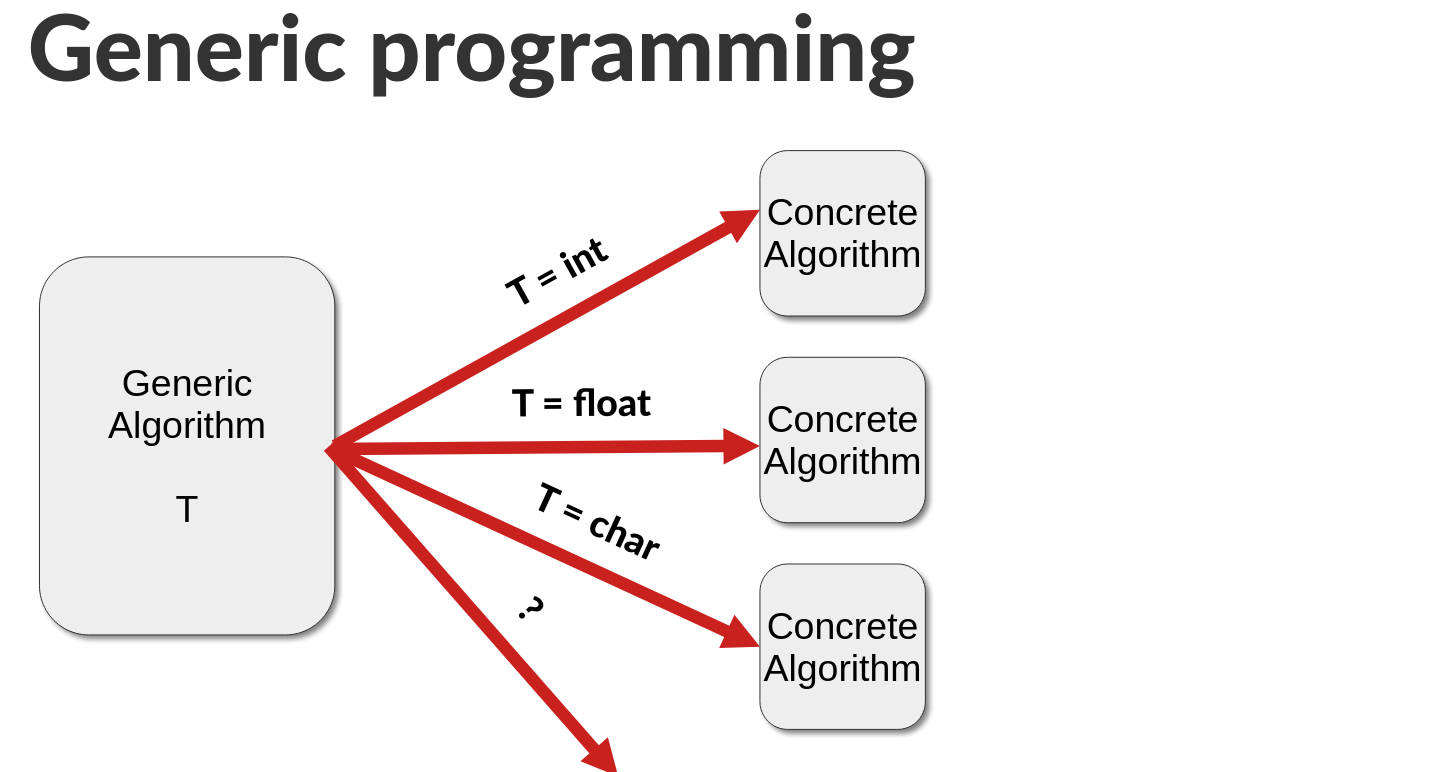 Generic programming
Generic
Algorithm
T
T = int
T = float
T = char
?
Concrete
Algorithm
Concrete
Algorithm
Concrete
Algorithm